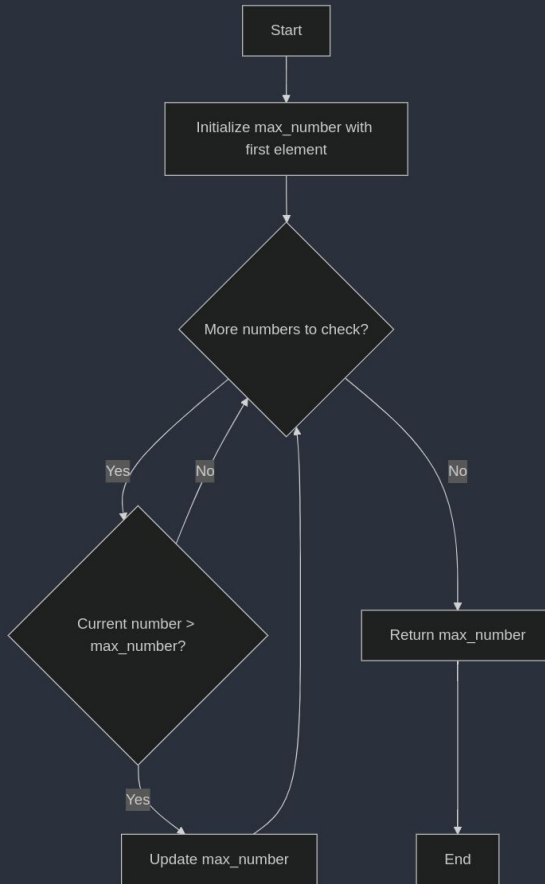 Start
Initialize max_number with
first element
More numbers to check?
Yes
No
No
Current number >
max_number?
Return max_number
Yes
Update max_number
End